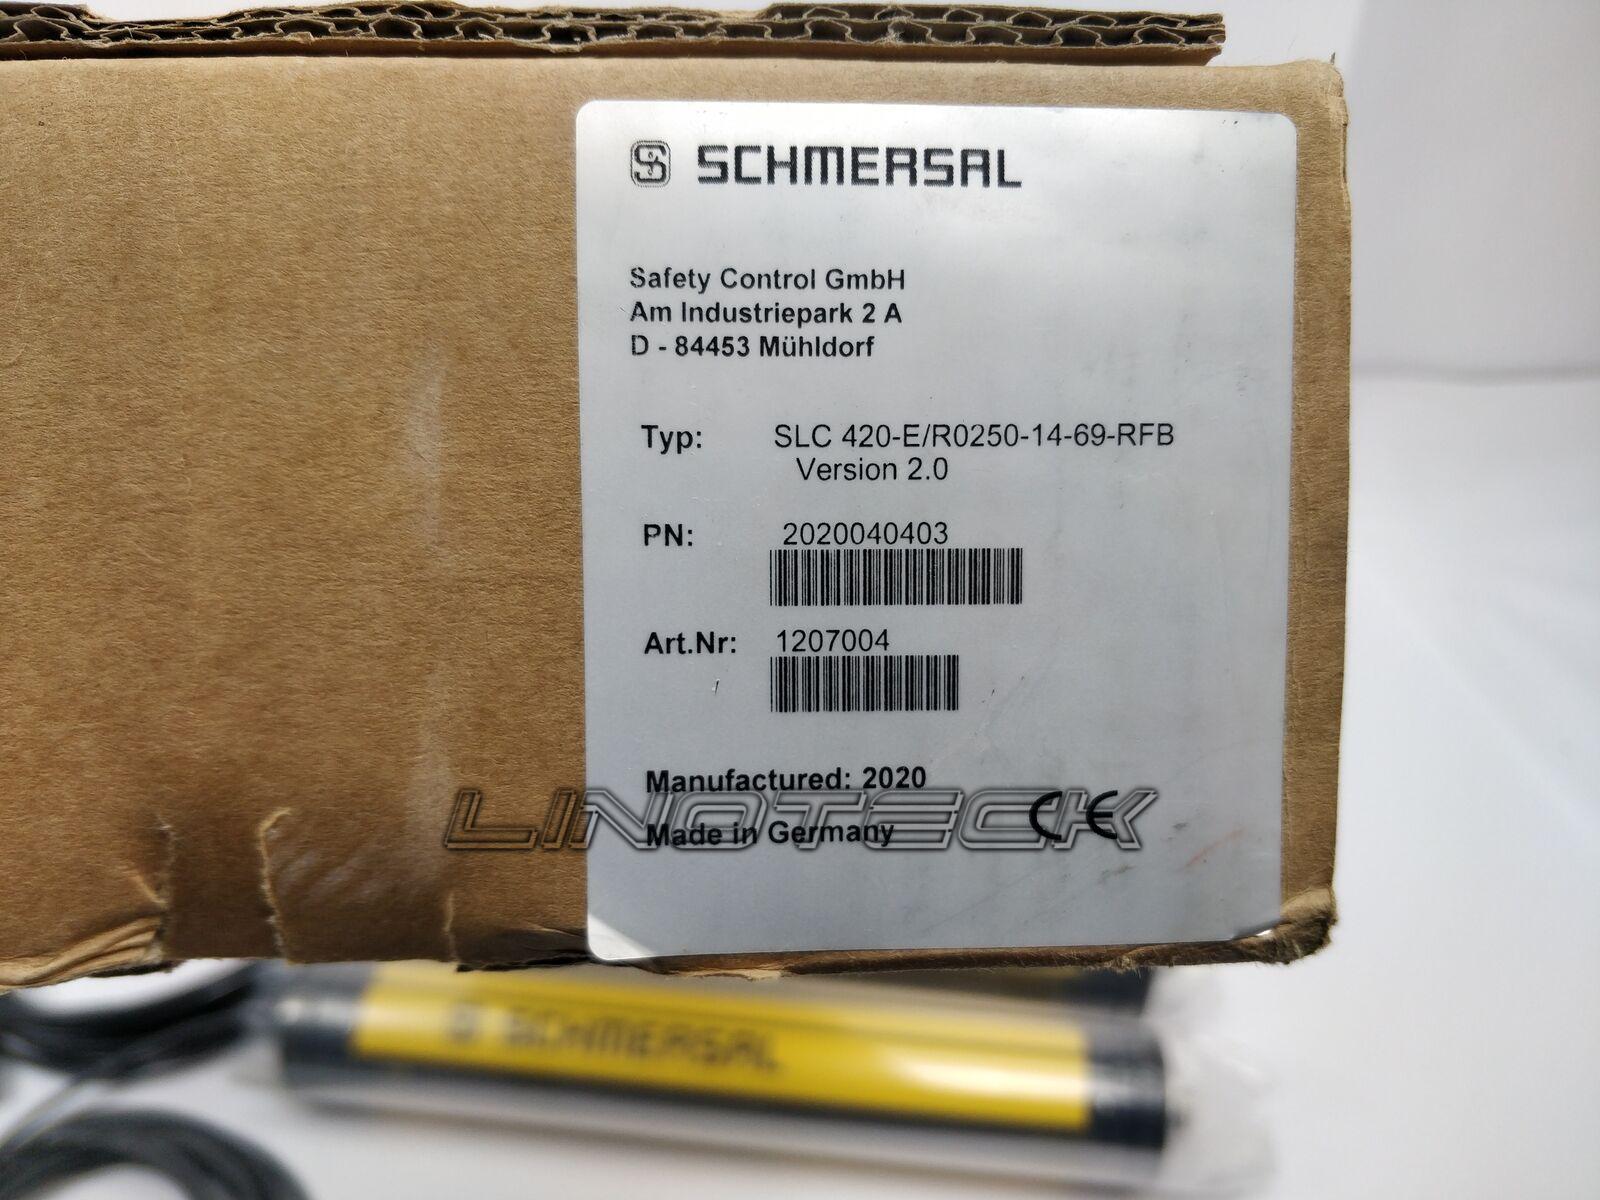 SCHMERSAL
Safety Control GmbH
Am Industriepark 2 A
D - 84453 Mühldorf
Typ: SLC 420-E/R0250-14-69-RFB
Version 2.0
PN: 2020040403
Art.Nr: 1207004
Manufactured: 2020
LINOTECK
Made in Germany CE
SCHMERSAL